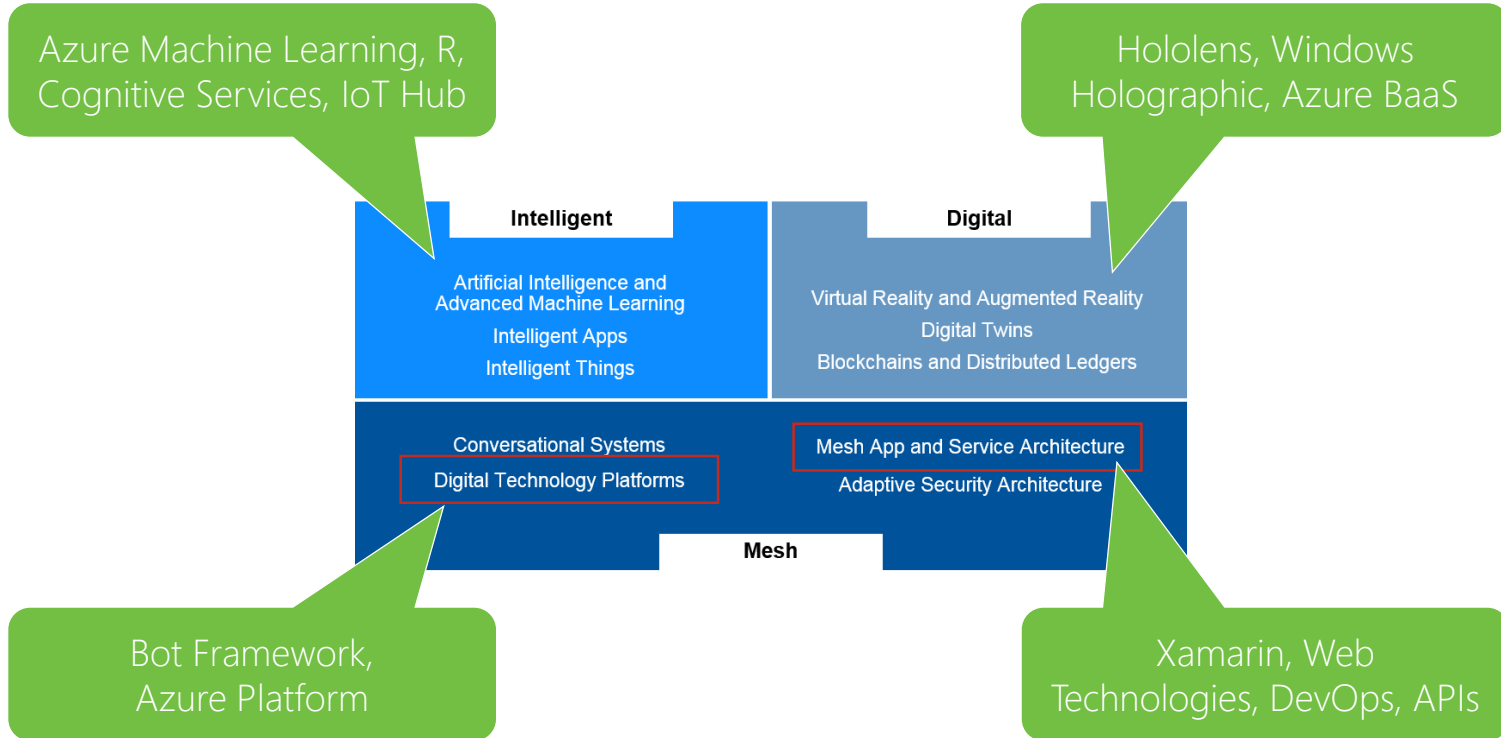 Azure Machine Learning, R,
Cognitive Services, IoT Hub
Hololens, Windows
Holographic, Azure BaaS
Intelligent
Digital
Artificial Intelligence and
Advanced Machine Learning
Intelligent Apps
Intelligent Things
Virtual Reality and Augmented Reality
Digital Twins
Blockchains and Distributed Ledgers
Conversational Systems
Digital Technology Platforms
Mesh App and Service Architecture
Adaptive Security Architecture
Mesh
Bot Framework,
Azure Platform
Xamarin, Web
Technologies, DevOps, APIs